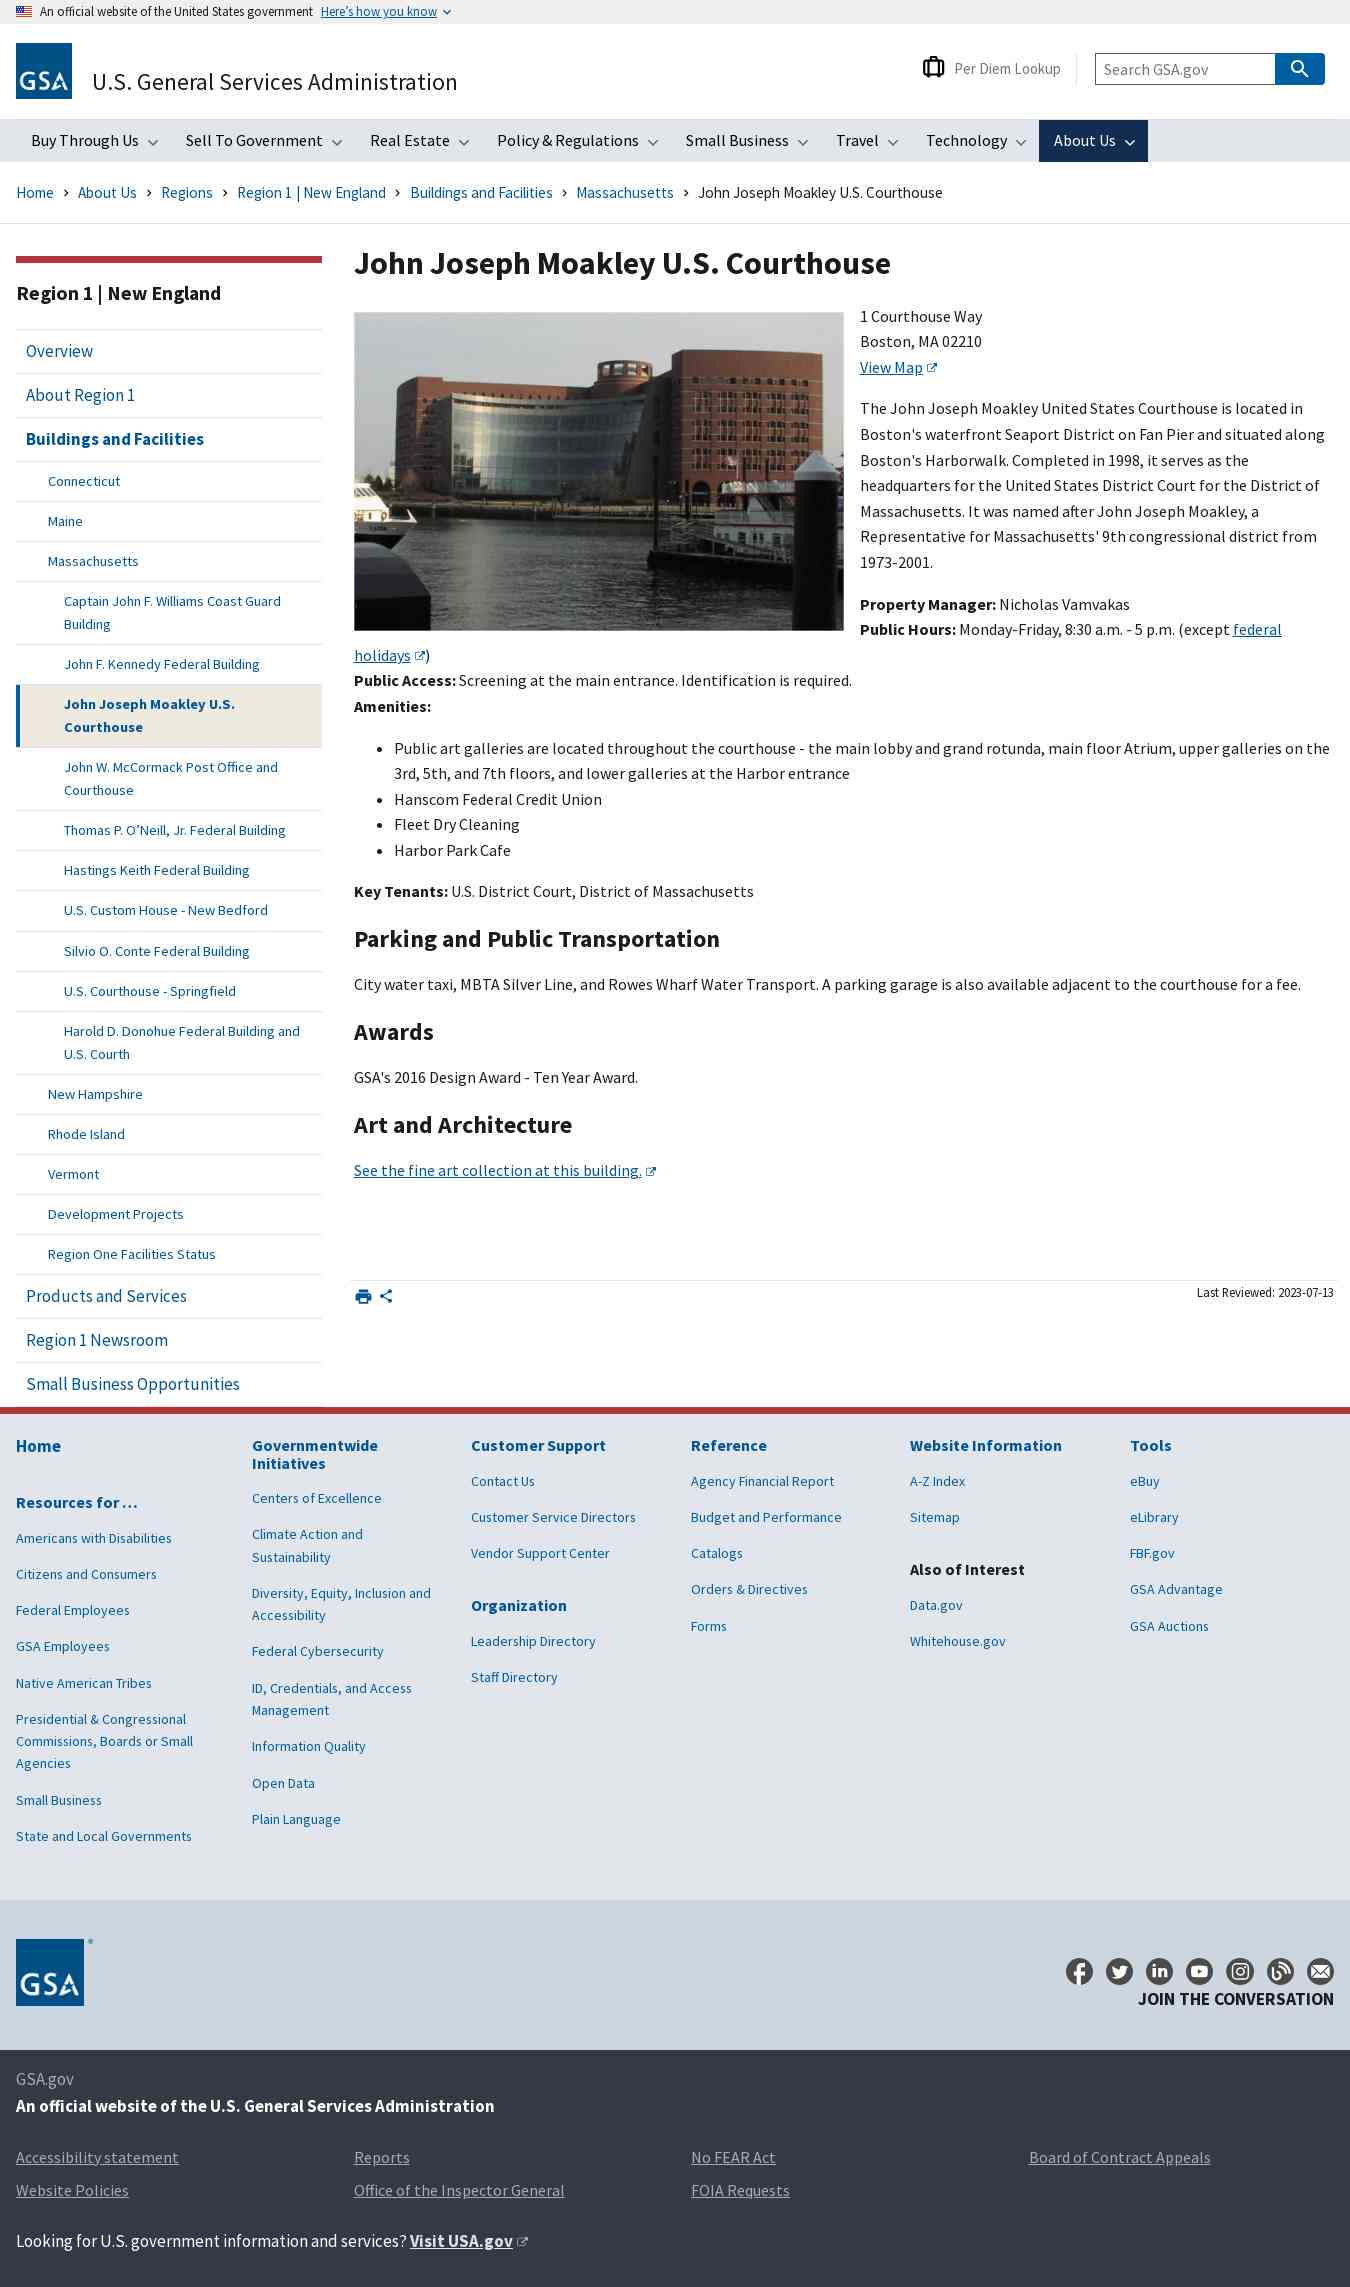 An official website of the United States government Here's how you know
GSA
U.S. General Services Administration
Per Diem Lookup
Search GSA.gov
Buy Through Us
Sell To Government
Real Estate
Policy & Regulations
Small Business
Travel
Technology
About Us
Home > About Us > Regions > Region 1 | New England > Buildings and Facilities > Massachusetts > John Joseph Moakley U.S. Courthouse
Region 1 | New England
Overview
About Region 1
Buildings and Facilities
Connecticut
Maine
Massachusetts
Captain John F. Williams Coast Guard
Building
John F. Kennedy Federal Building
John Joseph Moakley U.S.
Courthouse
John W. McCormack Post Office and
Courthouse
Thomas P. O’Neill, Jr. Federal Building
Hastings Keith Federal Building
U.S. Custom House - New Bedford
Silvio O. Conte Federal Building
U.S. Courthouse - Springfield
Harold D. Donohue Federal Building and
U.S. Courth
New Hampshire
Rhode Island
Vermont
Development Projects
Region One Facilities Status
Products and Services
Region 1 Newsroom
Small Business Opportunities
John Joseph Moakley U.S. Courthouse
1 Courthouse Way
Boston, MA 02210
View Map
The John Joseph Moakley United States Courthouse is located in
Boston's waterfront Seaport District on Fan Pier and situated along
Boston's Harborwalk. Completed in 1998, it serves as the
headquarters for the United States District Court for the District of
Massachusetts. It was named after John Joseph Moakley, a
Representative for Massachusetts' 9th congressional district from
1973-2001.
Property Manager: Nicholas Vamvakas
Public Hours: Monday-Friday, 8:30 a.m. - 5 p.m. (except federal
holidays )
Public Access: Screening at the main entrance. Identification is required.
Amenities:
• Public art galleries are located throughout the courthouse - the main lobby and grand rotunda, main floor Atrium, upper galleries on the
3rd, 5th, and 7th floors, and lower galleries at the Harbor entrance
• Hanscom Federal Credit Union
• Fleet Dry Cleaning
• Harbor Park Cafe
Key Tenants: U.S. District Court, District of Massachusetts
Parking and Public Transportation
City water taxi, MBTA Silver Line, and Rowes Wharf Water Transport. A parking garage is also available adjacent to the courthouse for a fee.
Awards
GSA's 2016 Design Award - Ten Year Award.
Art and Architecture
See the fine art collection at this building.
Last Reviewed: 2023-07-13
Home
Resources for …
Americans with Disabilities
Citizens and Consumers
Federal Employees
GSA Employees
Native American Tribes
Presidential & Congressional
Commissions, Boards or Small
Agencies
Small Business
State and Local Governments
Governmentwide
Initiatives
Centers of Excellence
Climate Action and
Sustainability
Diversity, Equity, Inclusion and
Accessibility
Federal Cybersecurity
ID, Credentials, and Access
Management
Information Quality
Open Data
Plain Language
Customer Support
Contact Us
Customer Service Directors
Vendor Support Center
Organization
Leadership Directory
Staff Directory
Reference
Agency Financial Report
Budget and Performance
Catalogs
Orders & Directives
Forms
Website Information
A-Z Index
Sitemap
Also of Interest
Data.gov
Whitehouse.gov
Tools
eBuy
eLibrary
FBF.gov
GSA Advantage
GSA Auctions
GSA
JOIN THE CONVERSATION
GSA.gov
An official website of the U.S. General Services Administration
Accessibility statement
Reports
No FEAR Act
Board of Contract Appeals
Website Policies
Office of the Inspector General
FOIA Requests
Looking for U.S. government information and services? Visit USA.gov